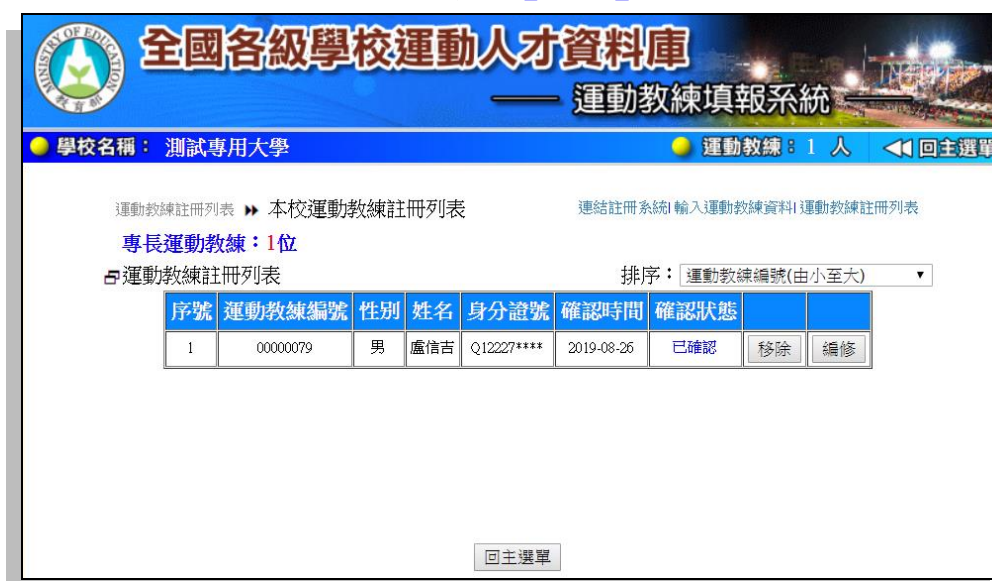 MINISTRY OF EDUCATION
教育部
全國各級學校運動人才資料庫
運動教練填報系統
學校名稱： 測試專用大學 運動教練：1 人 回主選單
運動教練註冊列表 本校運動教練註冊列表 連結註冊系統| 輸入運動教練資料| 運動教練註冊列表
專長運動教練：1位
運動教練註冊列表 排序： 運動教練編號(由小至大)
序號 運動教練編號 性別 姓名 身分證號 確認時間 確認狀態
1 00000079 男 盧信吉 Q12227**** 2019-08-26 已確認 移除 編修
回主選單